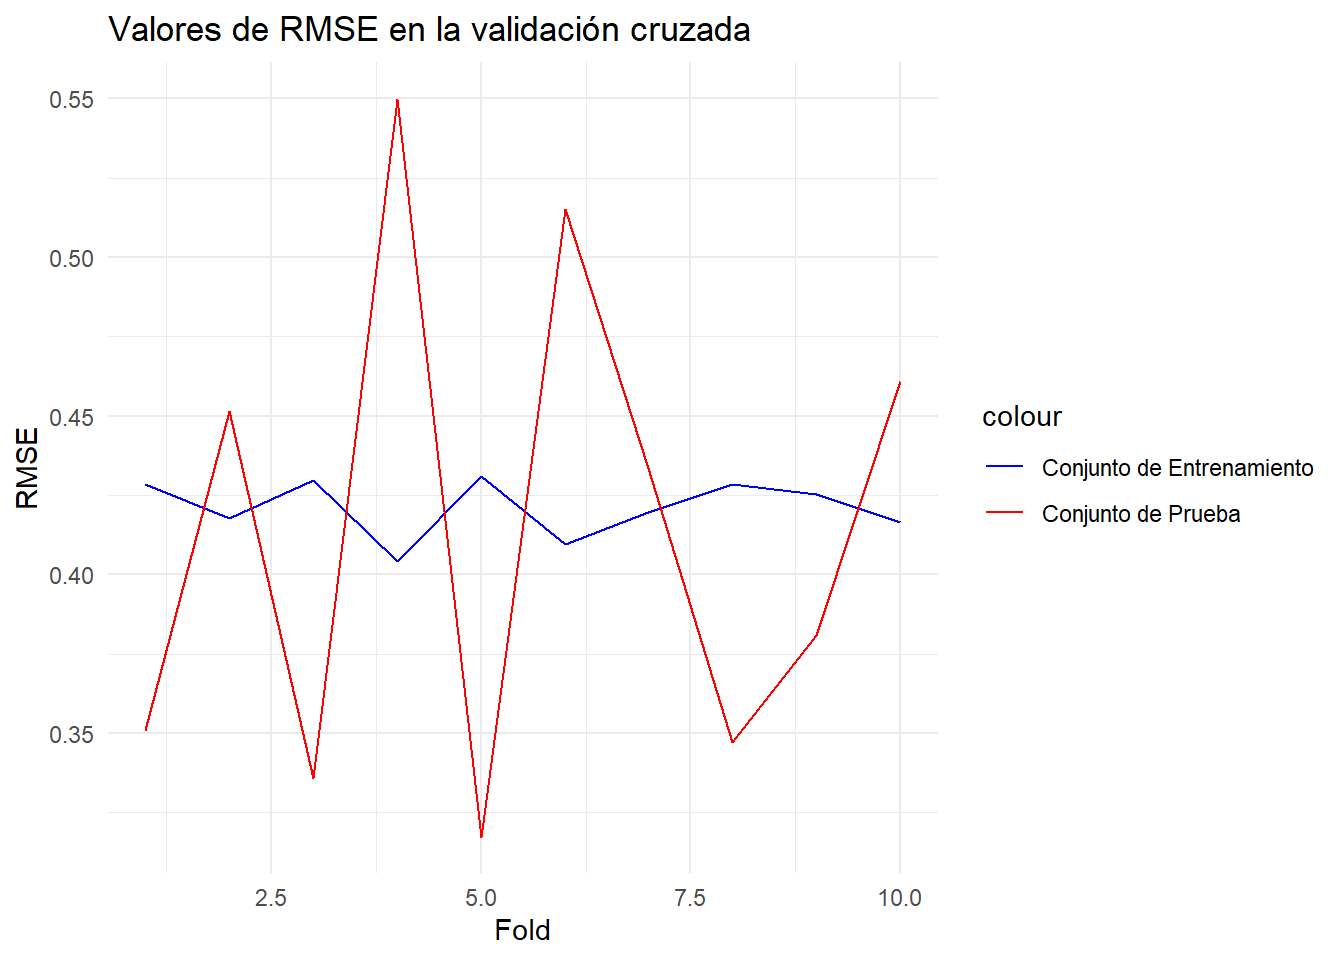 Valores de RMSE en la validación cruzada
0.55
0.50
0.45
0.40
0.35
RMSE
2.5
5.0
7.5
10.0
Fold
colour
Conjunto de Entrenamiento
Conjunto de Prueba